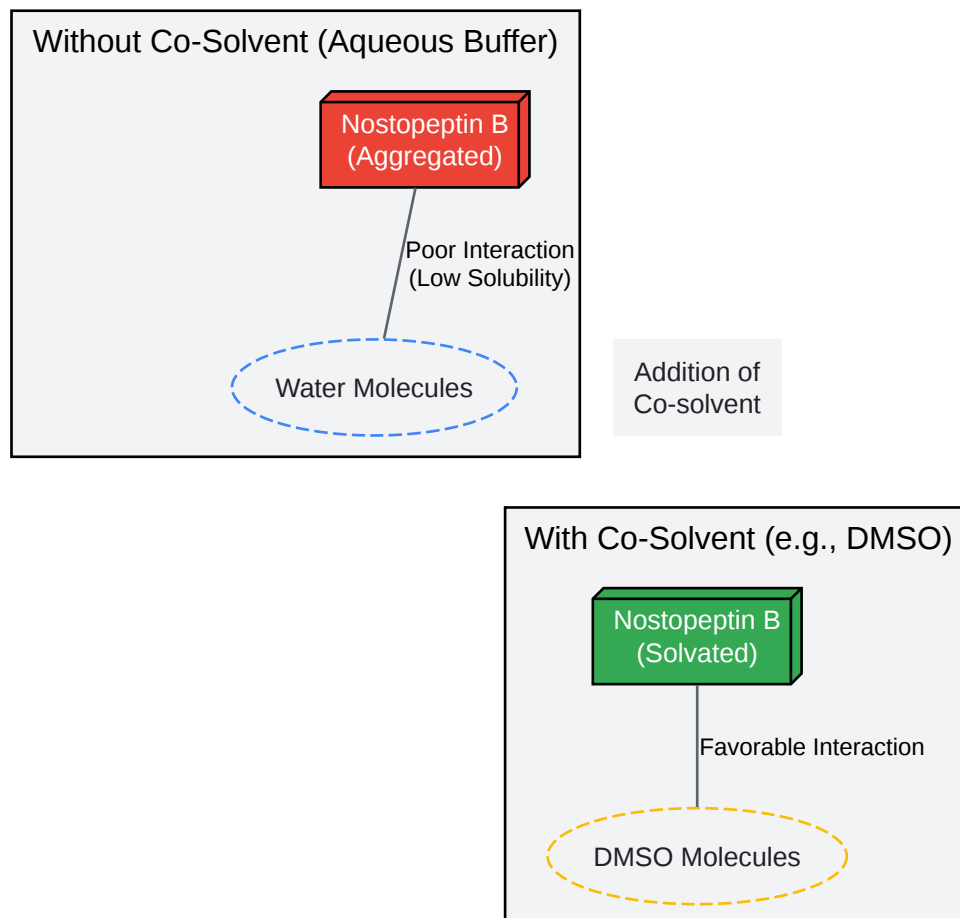 Without Co-Solvent (Aqueous Buffer)
Nostopeptin B
(Aggregated)
Poor Interaction
(Low Solubility)
Water Molecules
Addition of
Co-solvent
With Co-Solvent (e.g., DMSO)
Nostopeptin B
(Solvated)
Favorable Interaction
DMSO Molecules